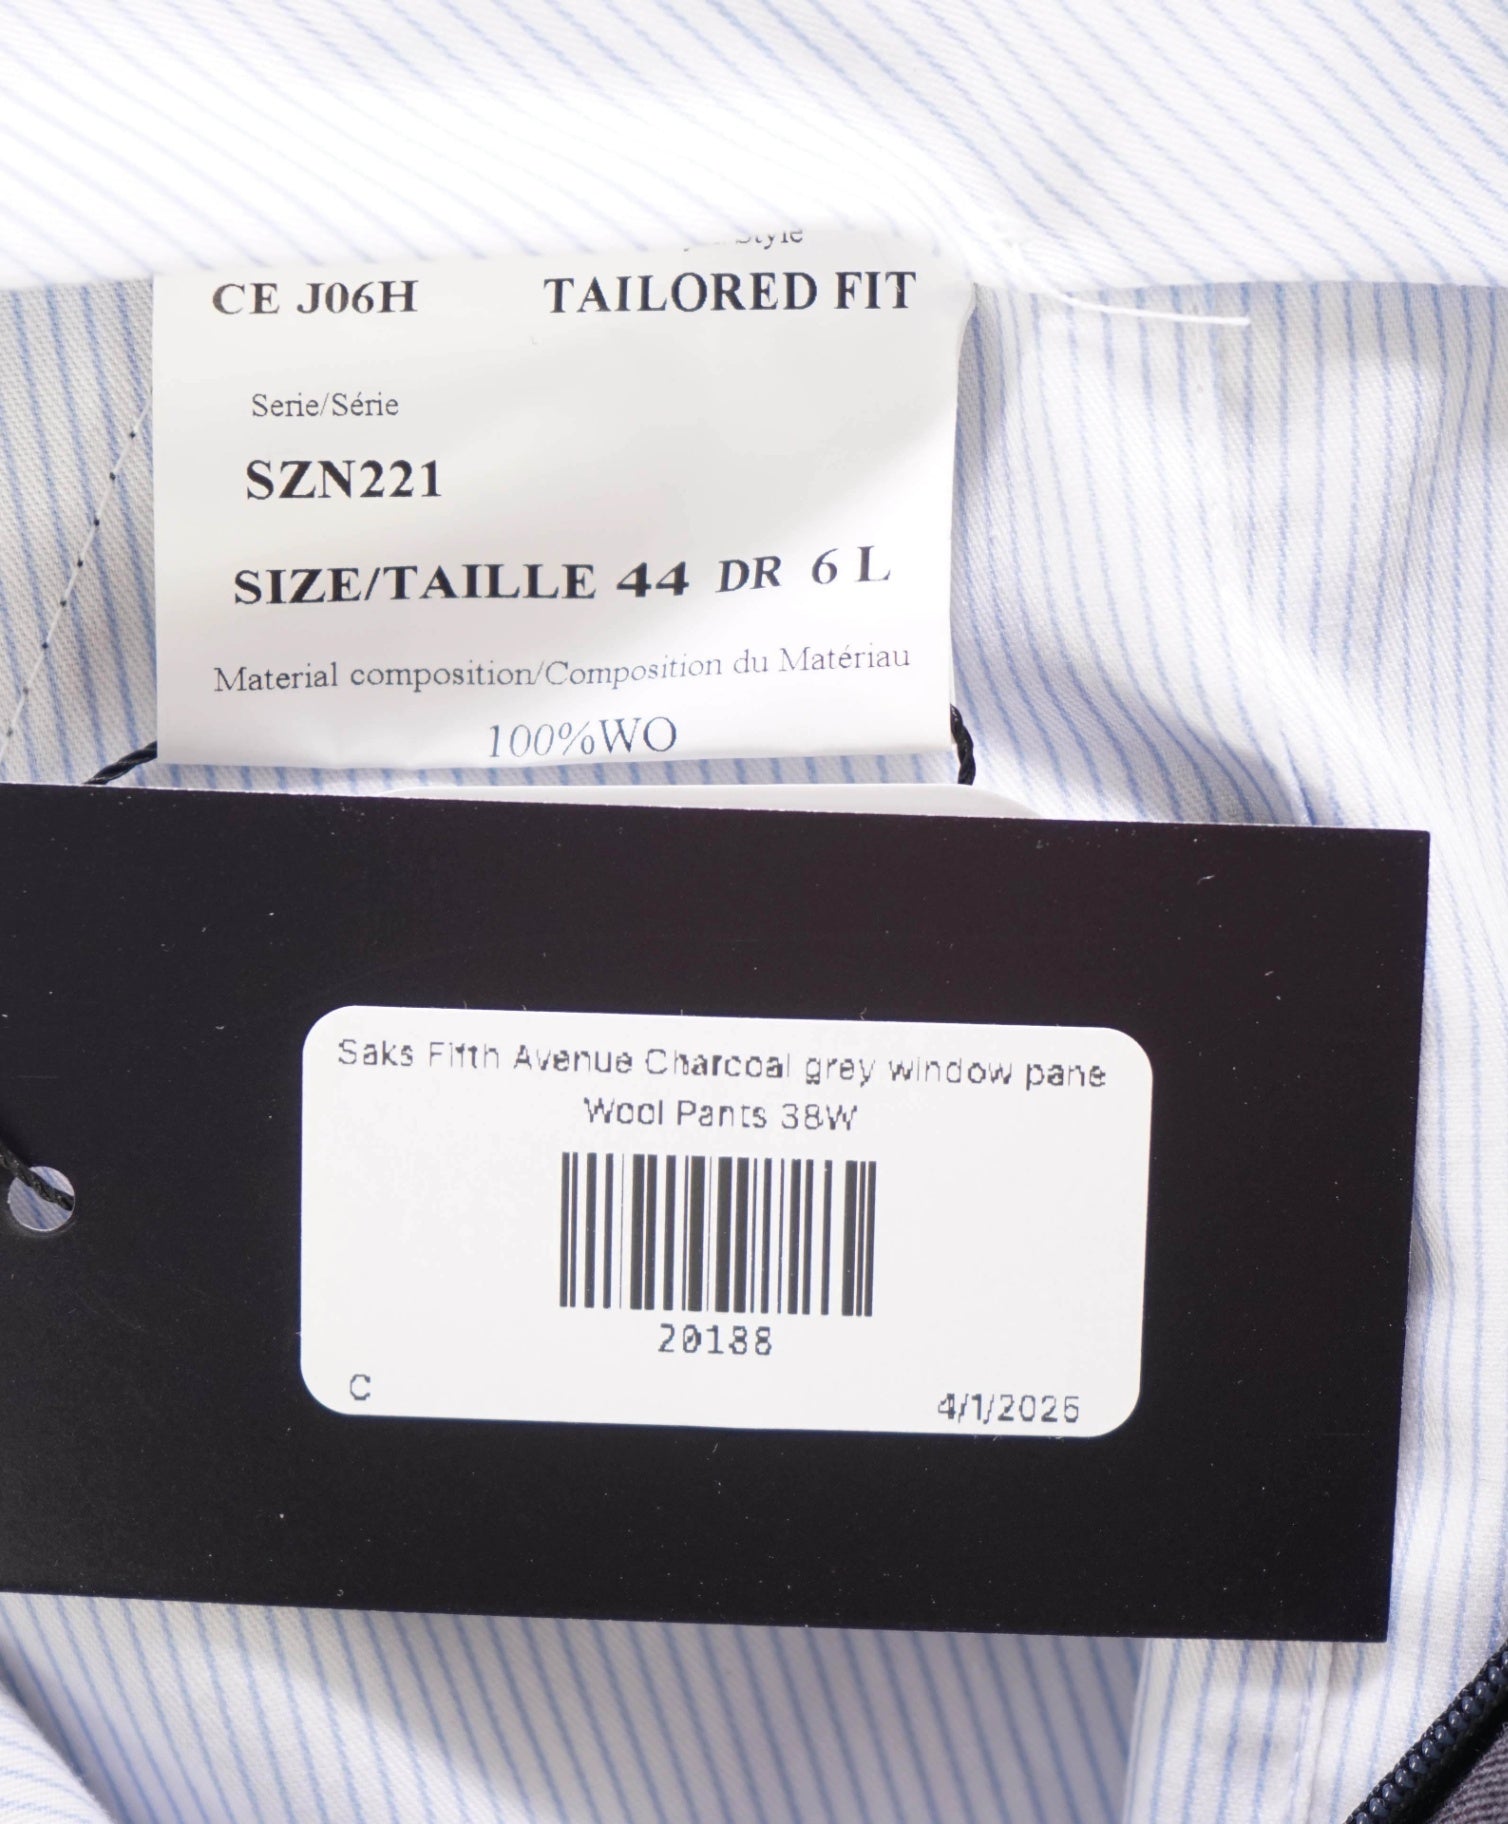 Style
CE J06H TAILORED FIT
Serie/Série
SZN221
SIZE/TAILLE 44 DR 6 L
Material composition/Composition du Matériau
100%WO
Saks Fifth Avenue Charcoal grey window pane
Wool Pants 38W
20188
C 4/1/2025